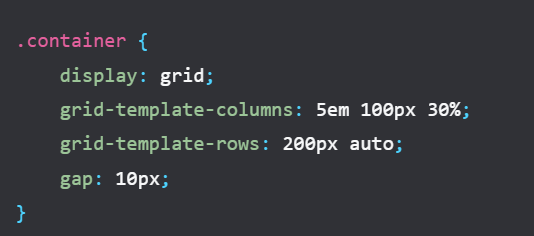 .container {
    display: grid;
    grid-template-columns: 5em 100px 30%;
    grid-template-rows: 200px auto;
    gap: 10px;
}